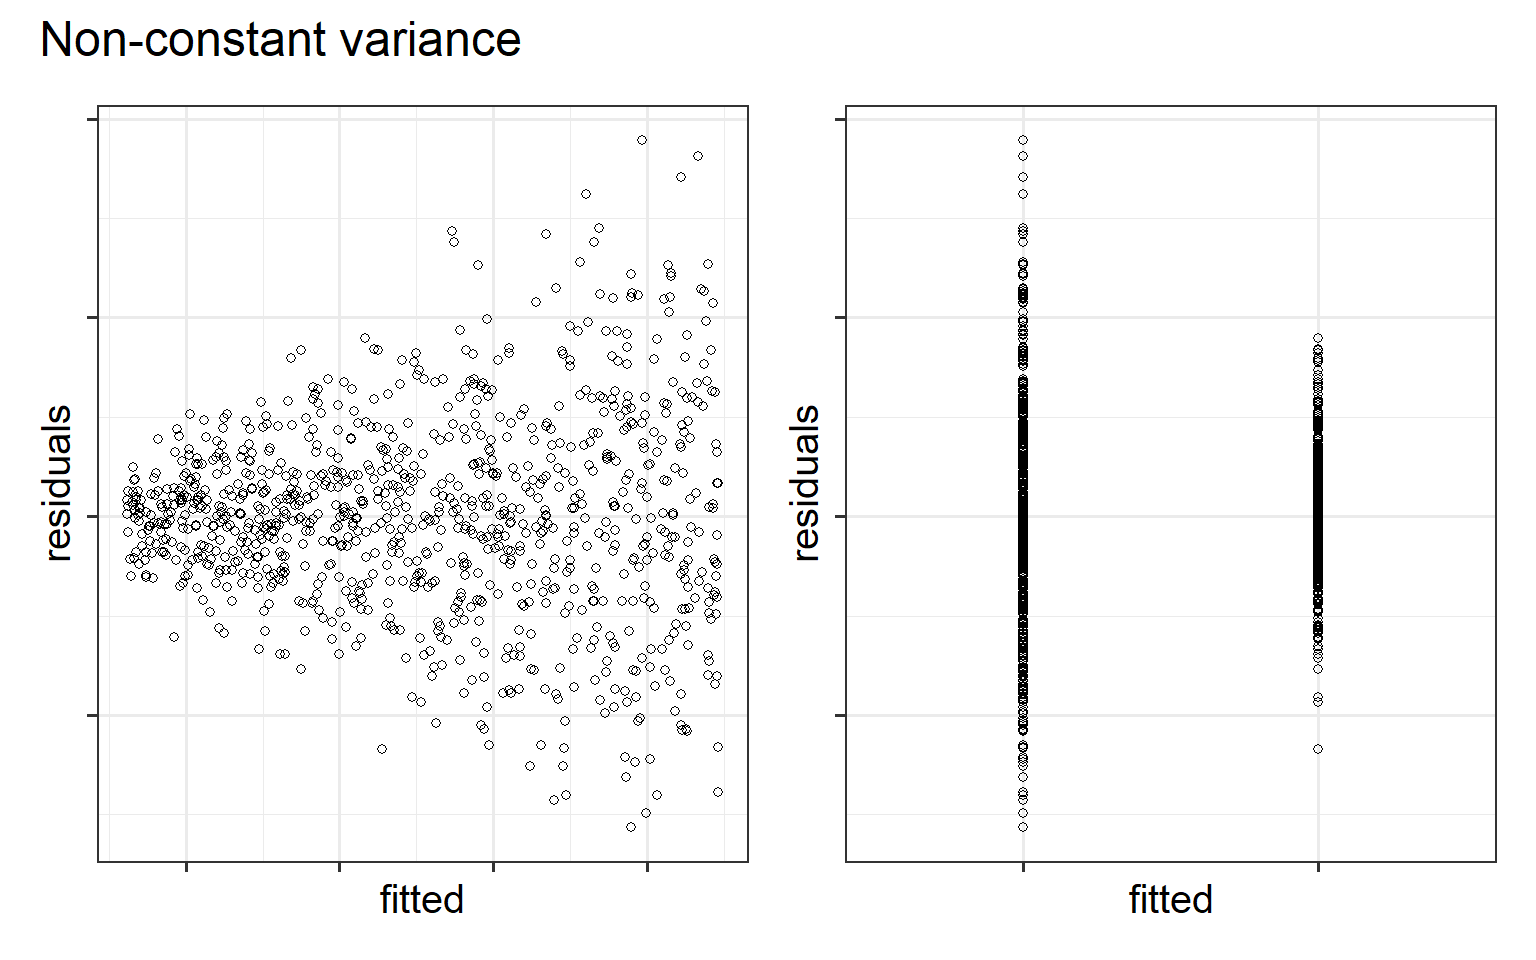 Non-constant variance
residuals
fitted
residuals
fitted